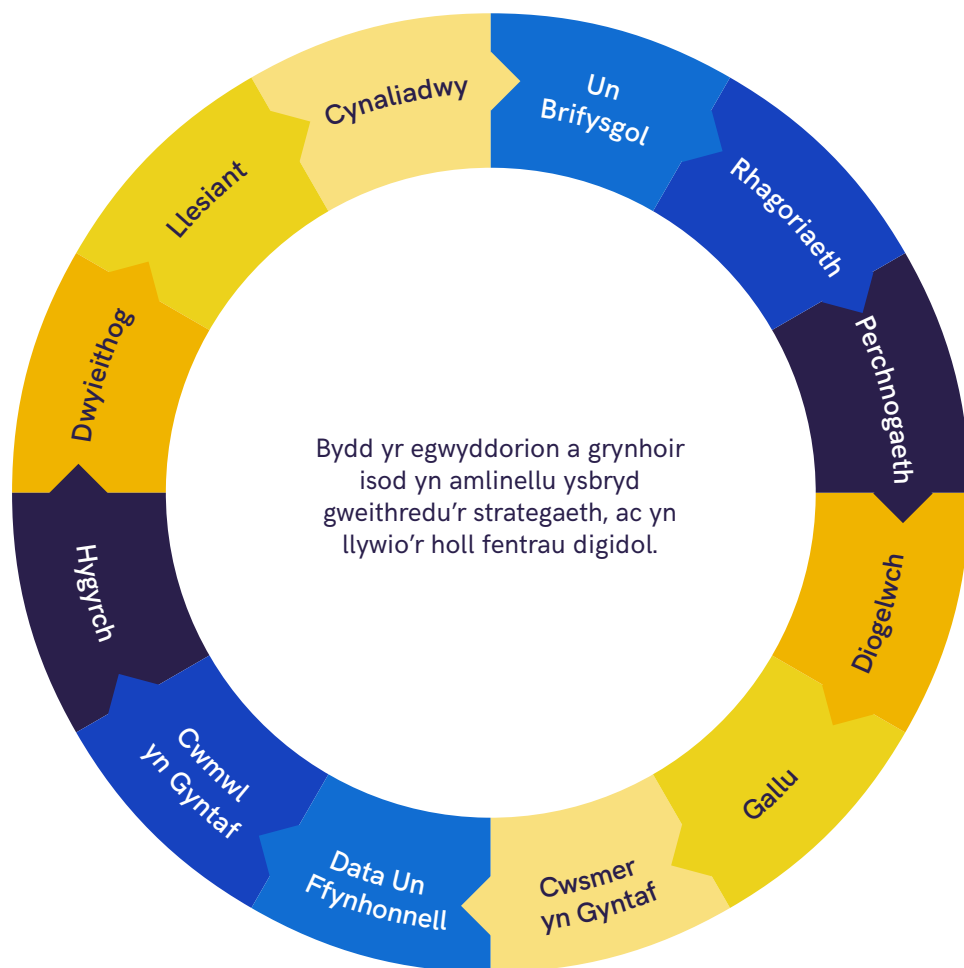 Un
Brifysgol
Rhagoriaeth
Perchnogaeth
Diogelwch
Gallu
Cwsmer
yn Gyntaf
Data Un
Ffynhonnell
Cwmwl
yn Gyntaf
Hygyrch
Dwyieithog
Llesiant
Cynaliadwy
Bydd yr egwyddorion a grynhoir
isod yn amlinellu ysbryd
gweithredu’r strategaeth, ac yn
llywio’r holl fentrau digidol.